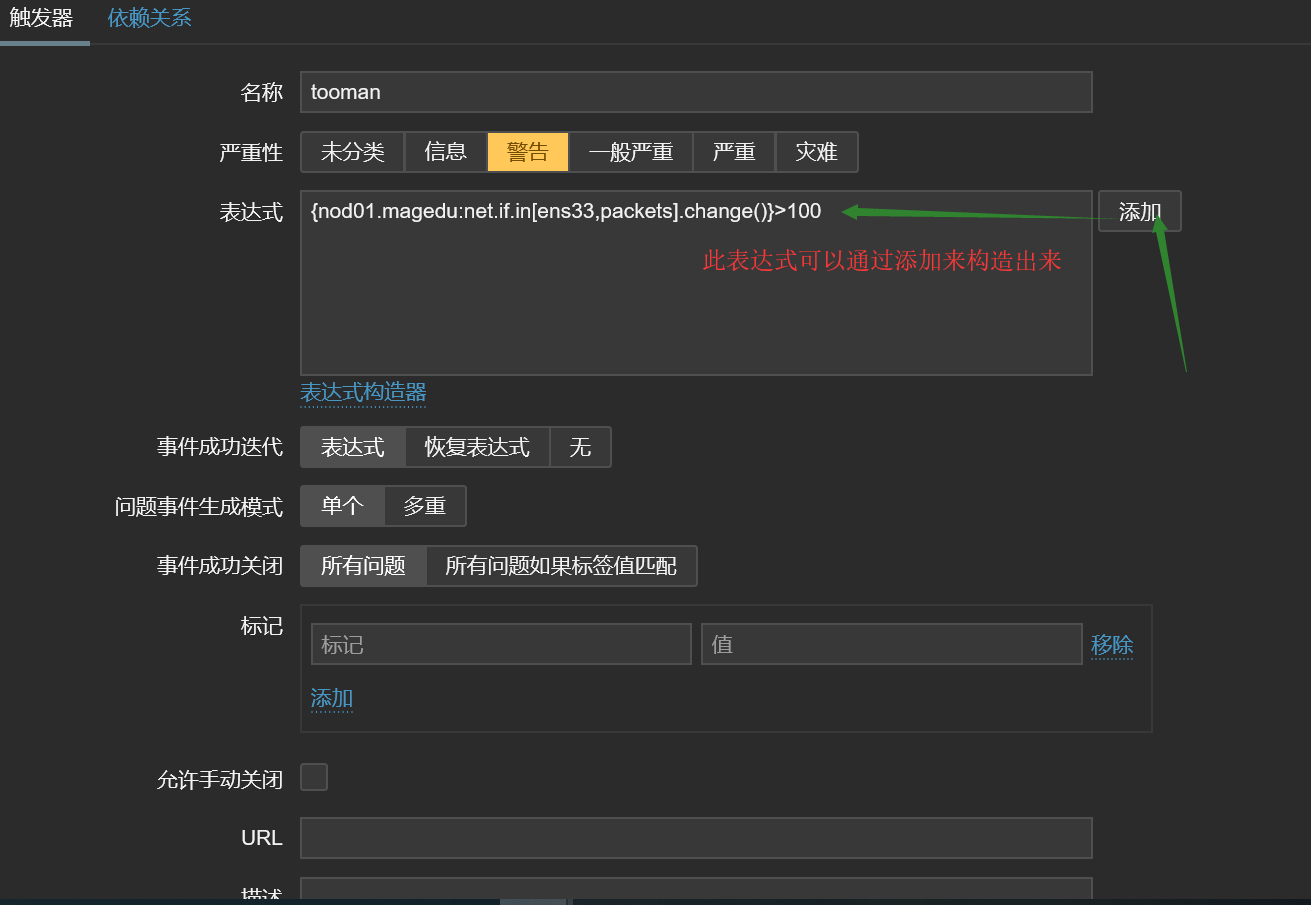 触发器 依赖关系
名称 tooman
严重性 未分类 信息 警告 一般严重 严重 灾难
表达式 {nod01.magedu:net.if.in[ens33,packets].change()}>100 添加
此表达式可以通过添加来构造出来
表达式构造器
事件成功迭代 表达式 恢复表达式 无
问题事件生成模式 单个 多重
事件成功关闭 所有问题 所有问题如果标签值匹配
标记 标记 值 移除
添加
允许手动关闭
URL
描述